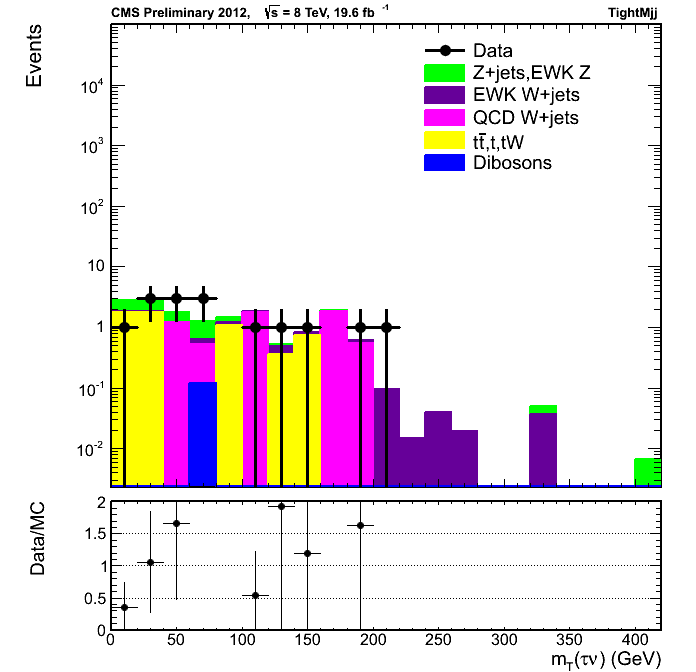 CMS Preliminary 2012, √s = 8 TeV, 19.6 fb⁻¹ TightMjj
Events
Data
Z+jets,EWK Z
EWK W+jets
QCD W+jets
tt̅,t,tW
Dibosons
10⁴
10³
10²
10
1
10⁻¹
10⁻²
Data/MC
2
1.5
1
0.5
0
0 50 100 150 200 250 300 350 400
m_T(τν) (GeV)